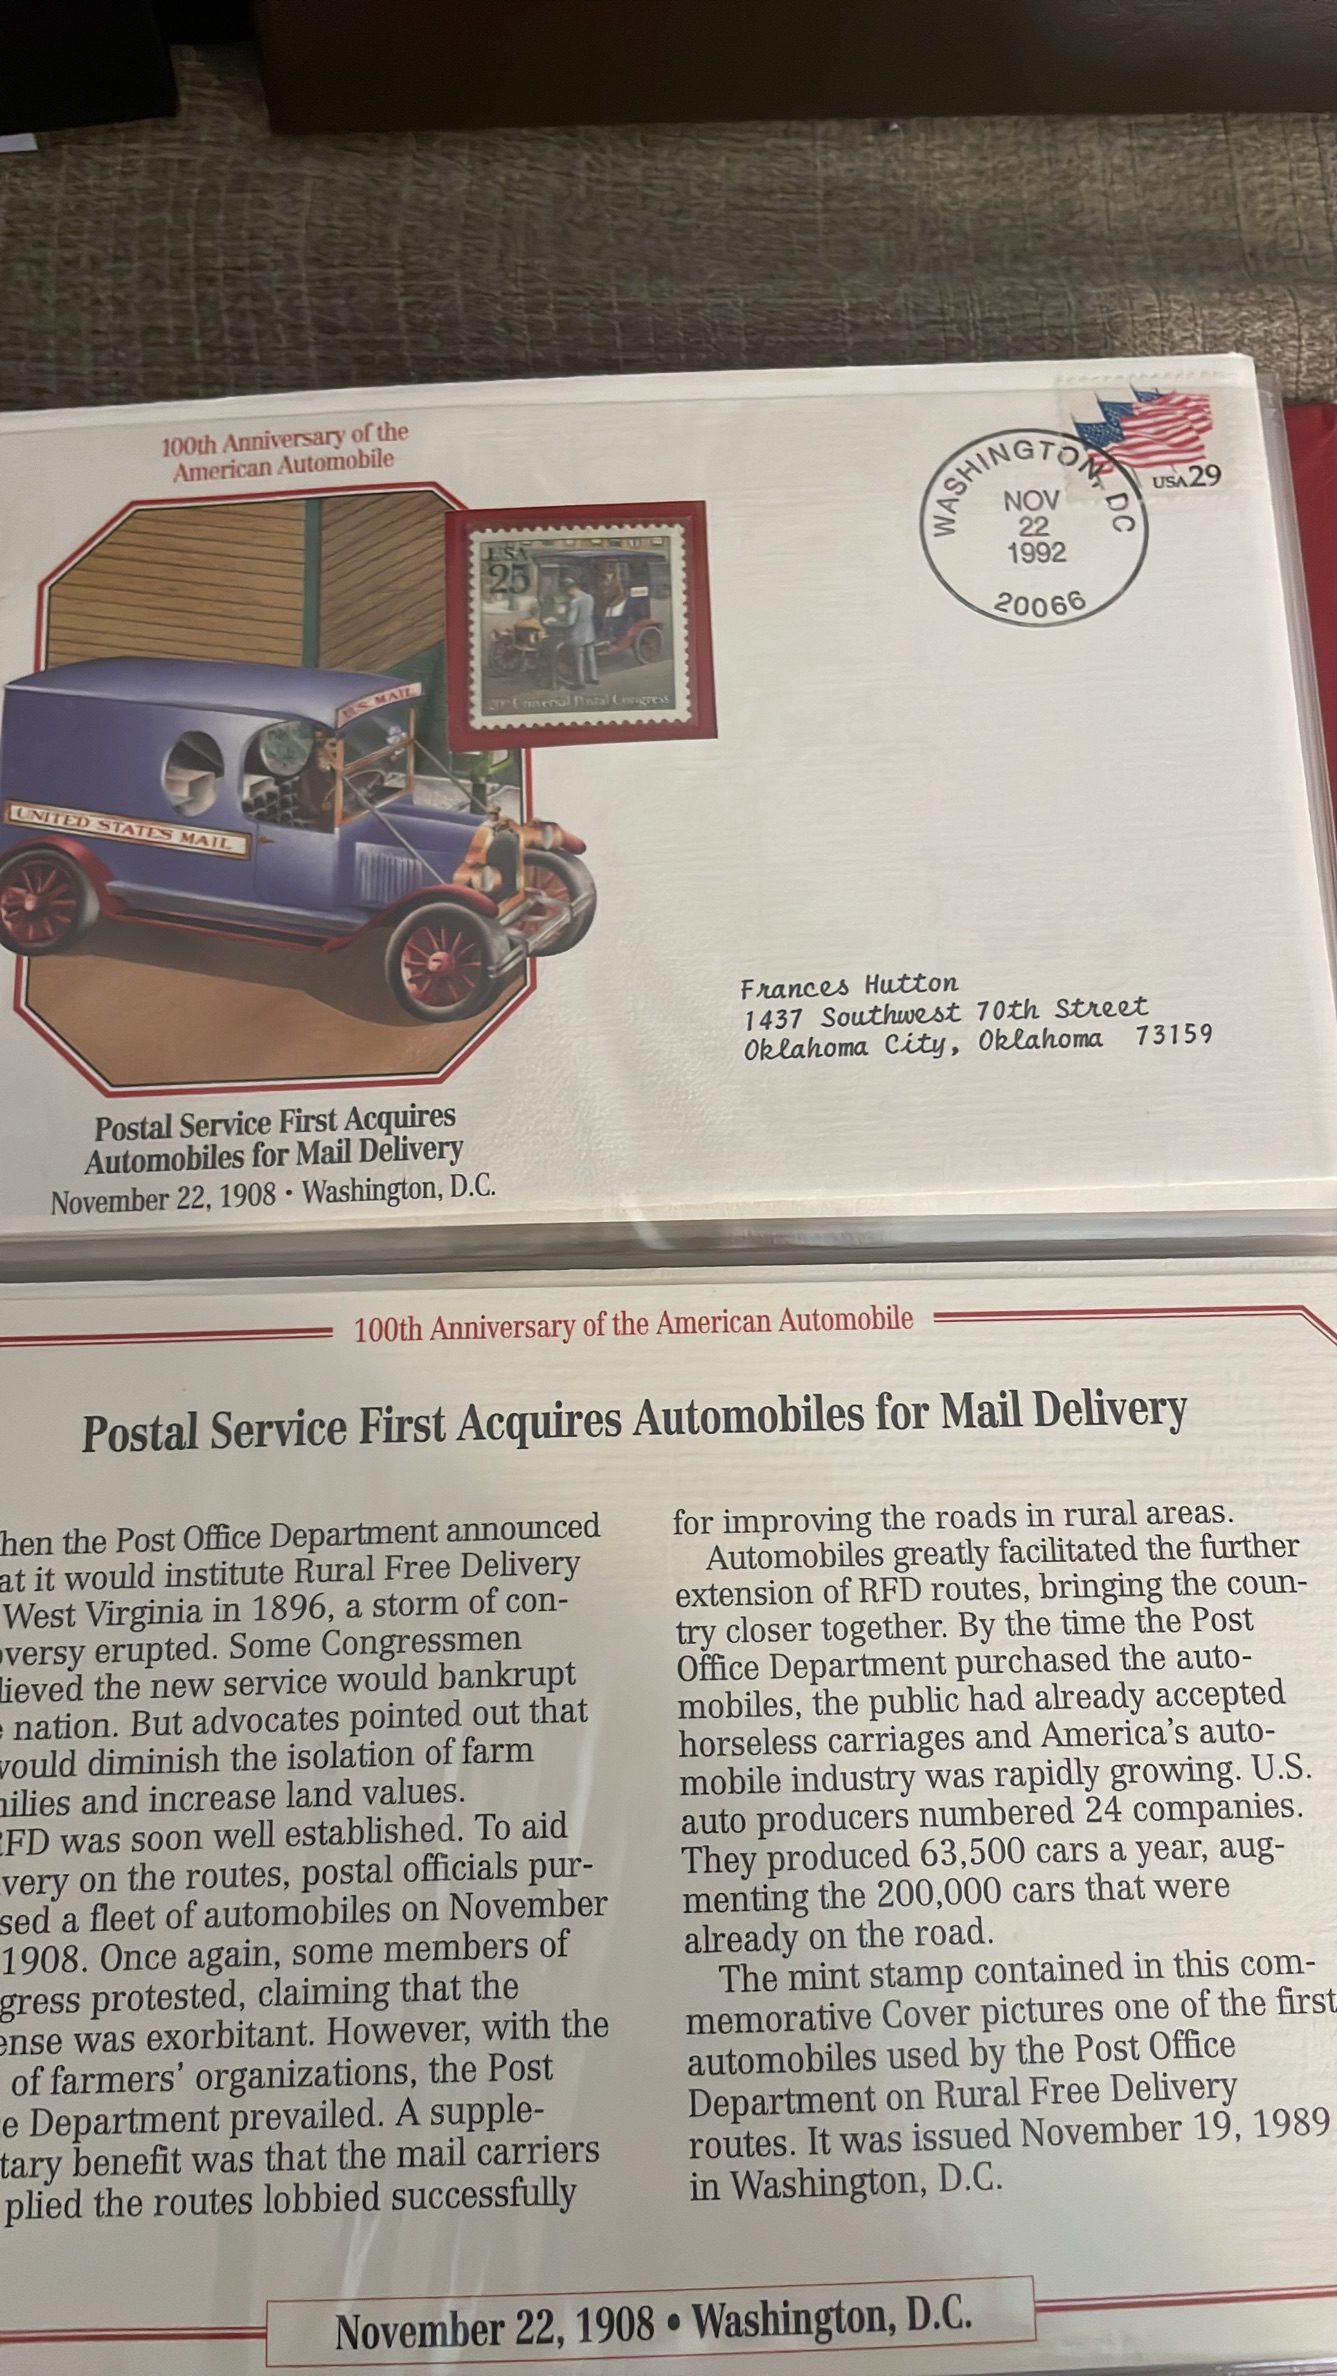 100th Anniversary of the
American Automobile
USA
25
20th Universal Postal Congress
WASHINGTON, DC
NOV
22
1992
20066
USA 29
U.S. MAIL
UNITED STATES MAIL
Frances Hutton
1437 Southwest 70th Street
Oklahoma City, Oklahoma 73159
Postal Service First Acquires
Automobiles for Mail Delivery
November 22, 1908 • Washington, D.C.
100th Anniversary of the American Automobile
Postal Service First Acquires Automobiles for Mail Delivery
hen the Post Office Department announced
at it would institute Rural Free Delivery
West Virginia in 1896, a storm of con-
oversy erupted. Some Congressmen
lieved the new service would bankrupt
nation. But advocates pointed out that
would diminish the isolation of farm
ilies and increase land values.
RFD was soon well established. To aid
very on the routes, postal officials pur-
sed a fleet of automobiles on November
1908. Once again, some members of
gress protested, claiming that the
ense was exorbitant. However, with the
of farmers' organizations, the Post
e Department prevailed. A supple-
tary benefit was that the mail carriers
plied the routes lobbied successfully
for improving the roads in rural areas.
Automobiles greatly facilitated the further
extension of RFD routes, bringing the coun-
try closer together. By the time the Post
Office Department purchased the auto-
mobiles, the public had already accepted
horseless carriages and America's auto-
mobile industry was rapidly growing. U.S.
auto producers numbered 24 companies.
They produced 63,500 cars a year, aug-
menting the 200,000 cars that were
already on the road.
The mint stamp contained in this com-
memorative Cover pictures one of the first
automobiles used by the Post Office
Department on Rural Free Delivery
routes. It was issued November 19, 1989
in Washington, D.C.
November 22, 1908 • Washington, D.C.